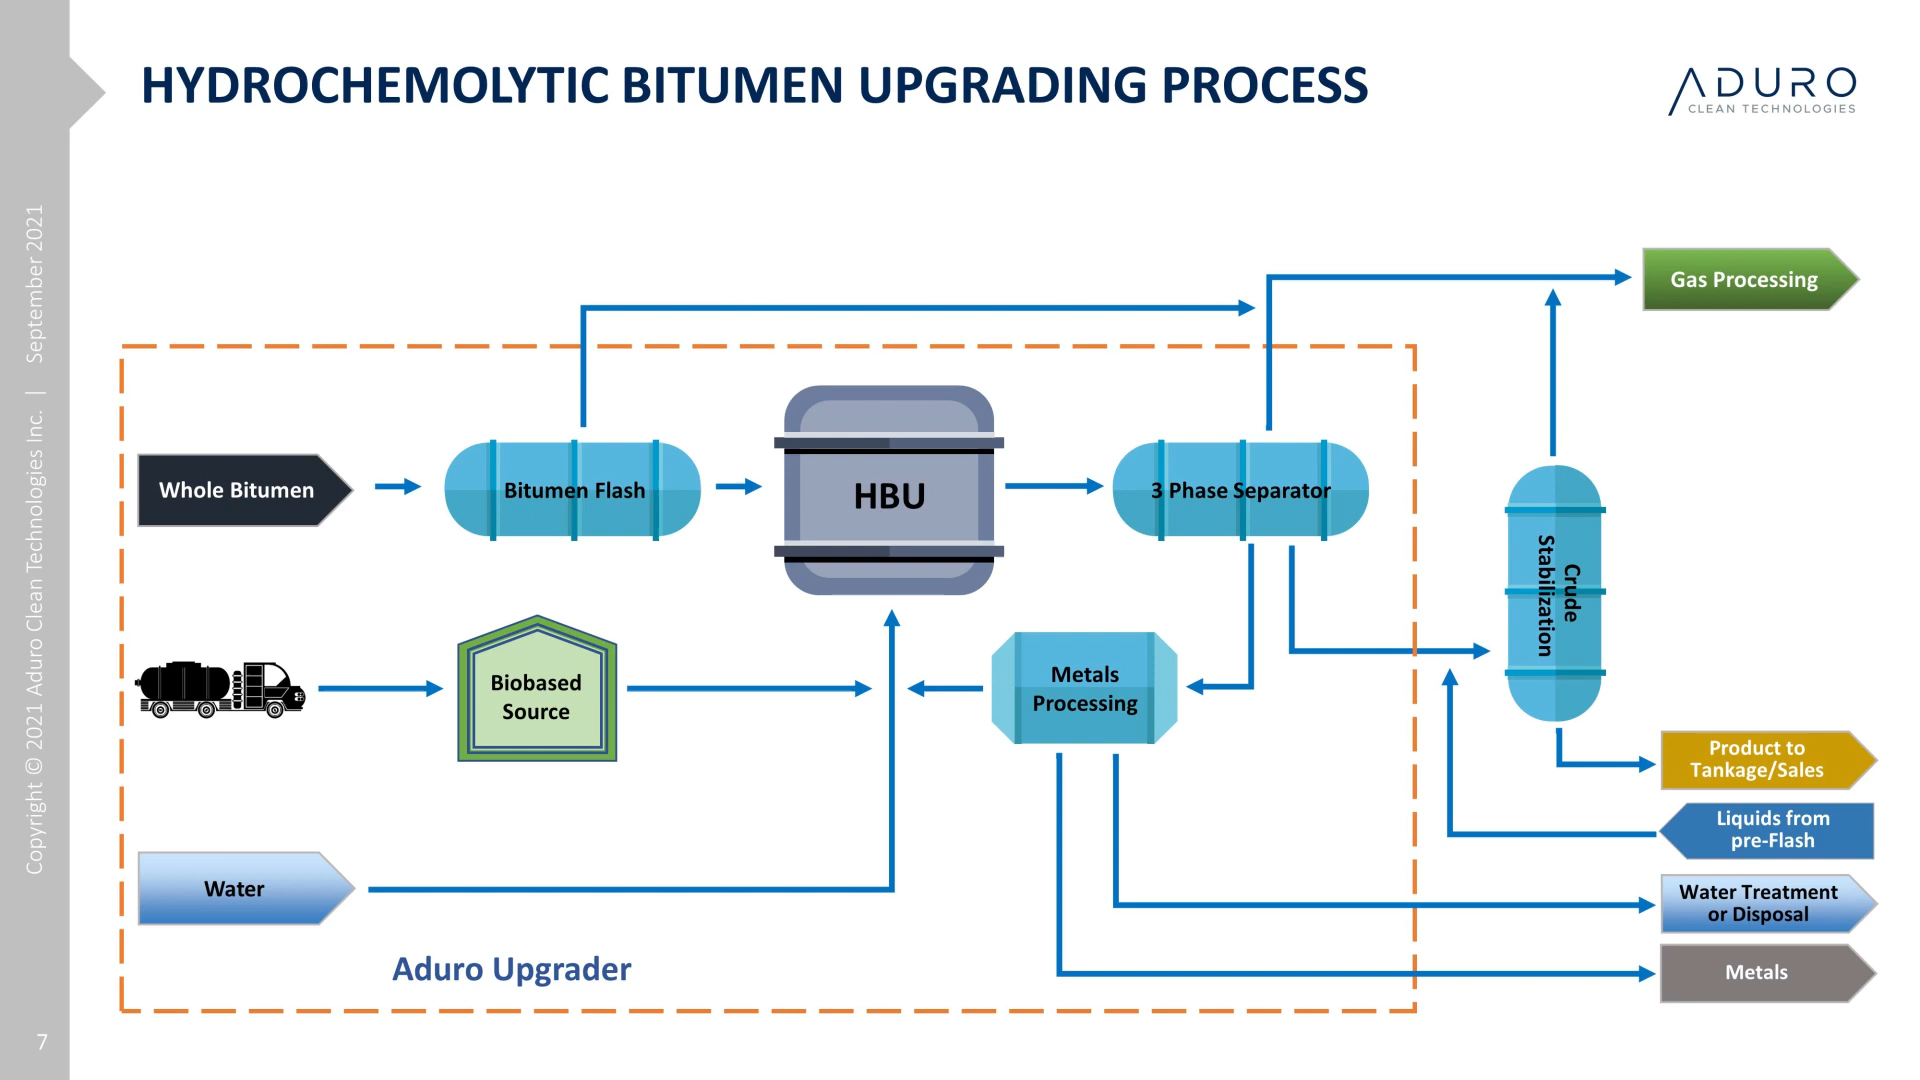 HYDROCHEMOLYTIC BITUMEN UPGRADING PROCESS
ADURO
CLEAN TECHNOLOGIES
Copyright © 2021 Aduro Clean Technologies Inc. | September 2021
Gas Processing
Whole Bitumen
Bitumen Flash
HBU
3 Phase Separator
Crude
Stabilization
Biobased
Source
Metals
Processing
Product to
Tankage/Sales
Liquids from
pre-Flash
Water
Water Treatment
or Disposal
Aduro Upgrader
Metals
7